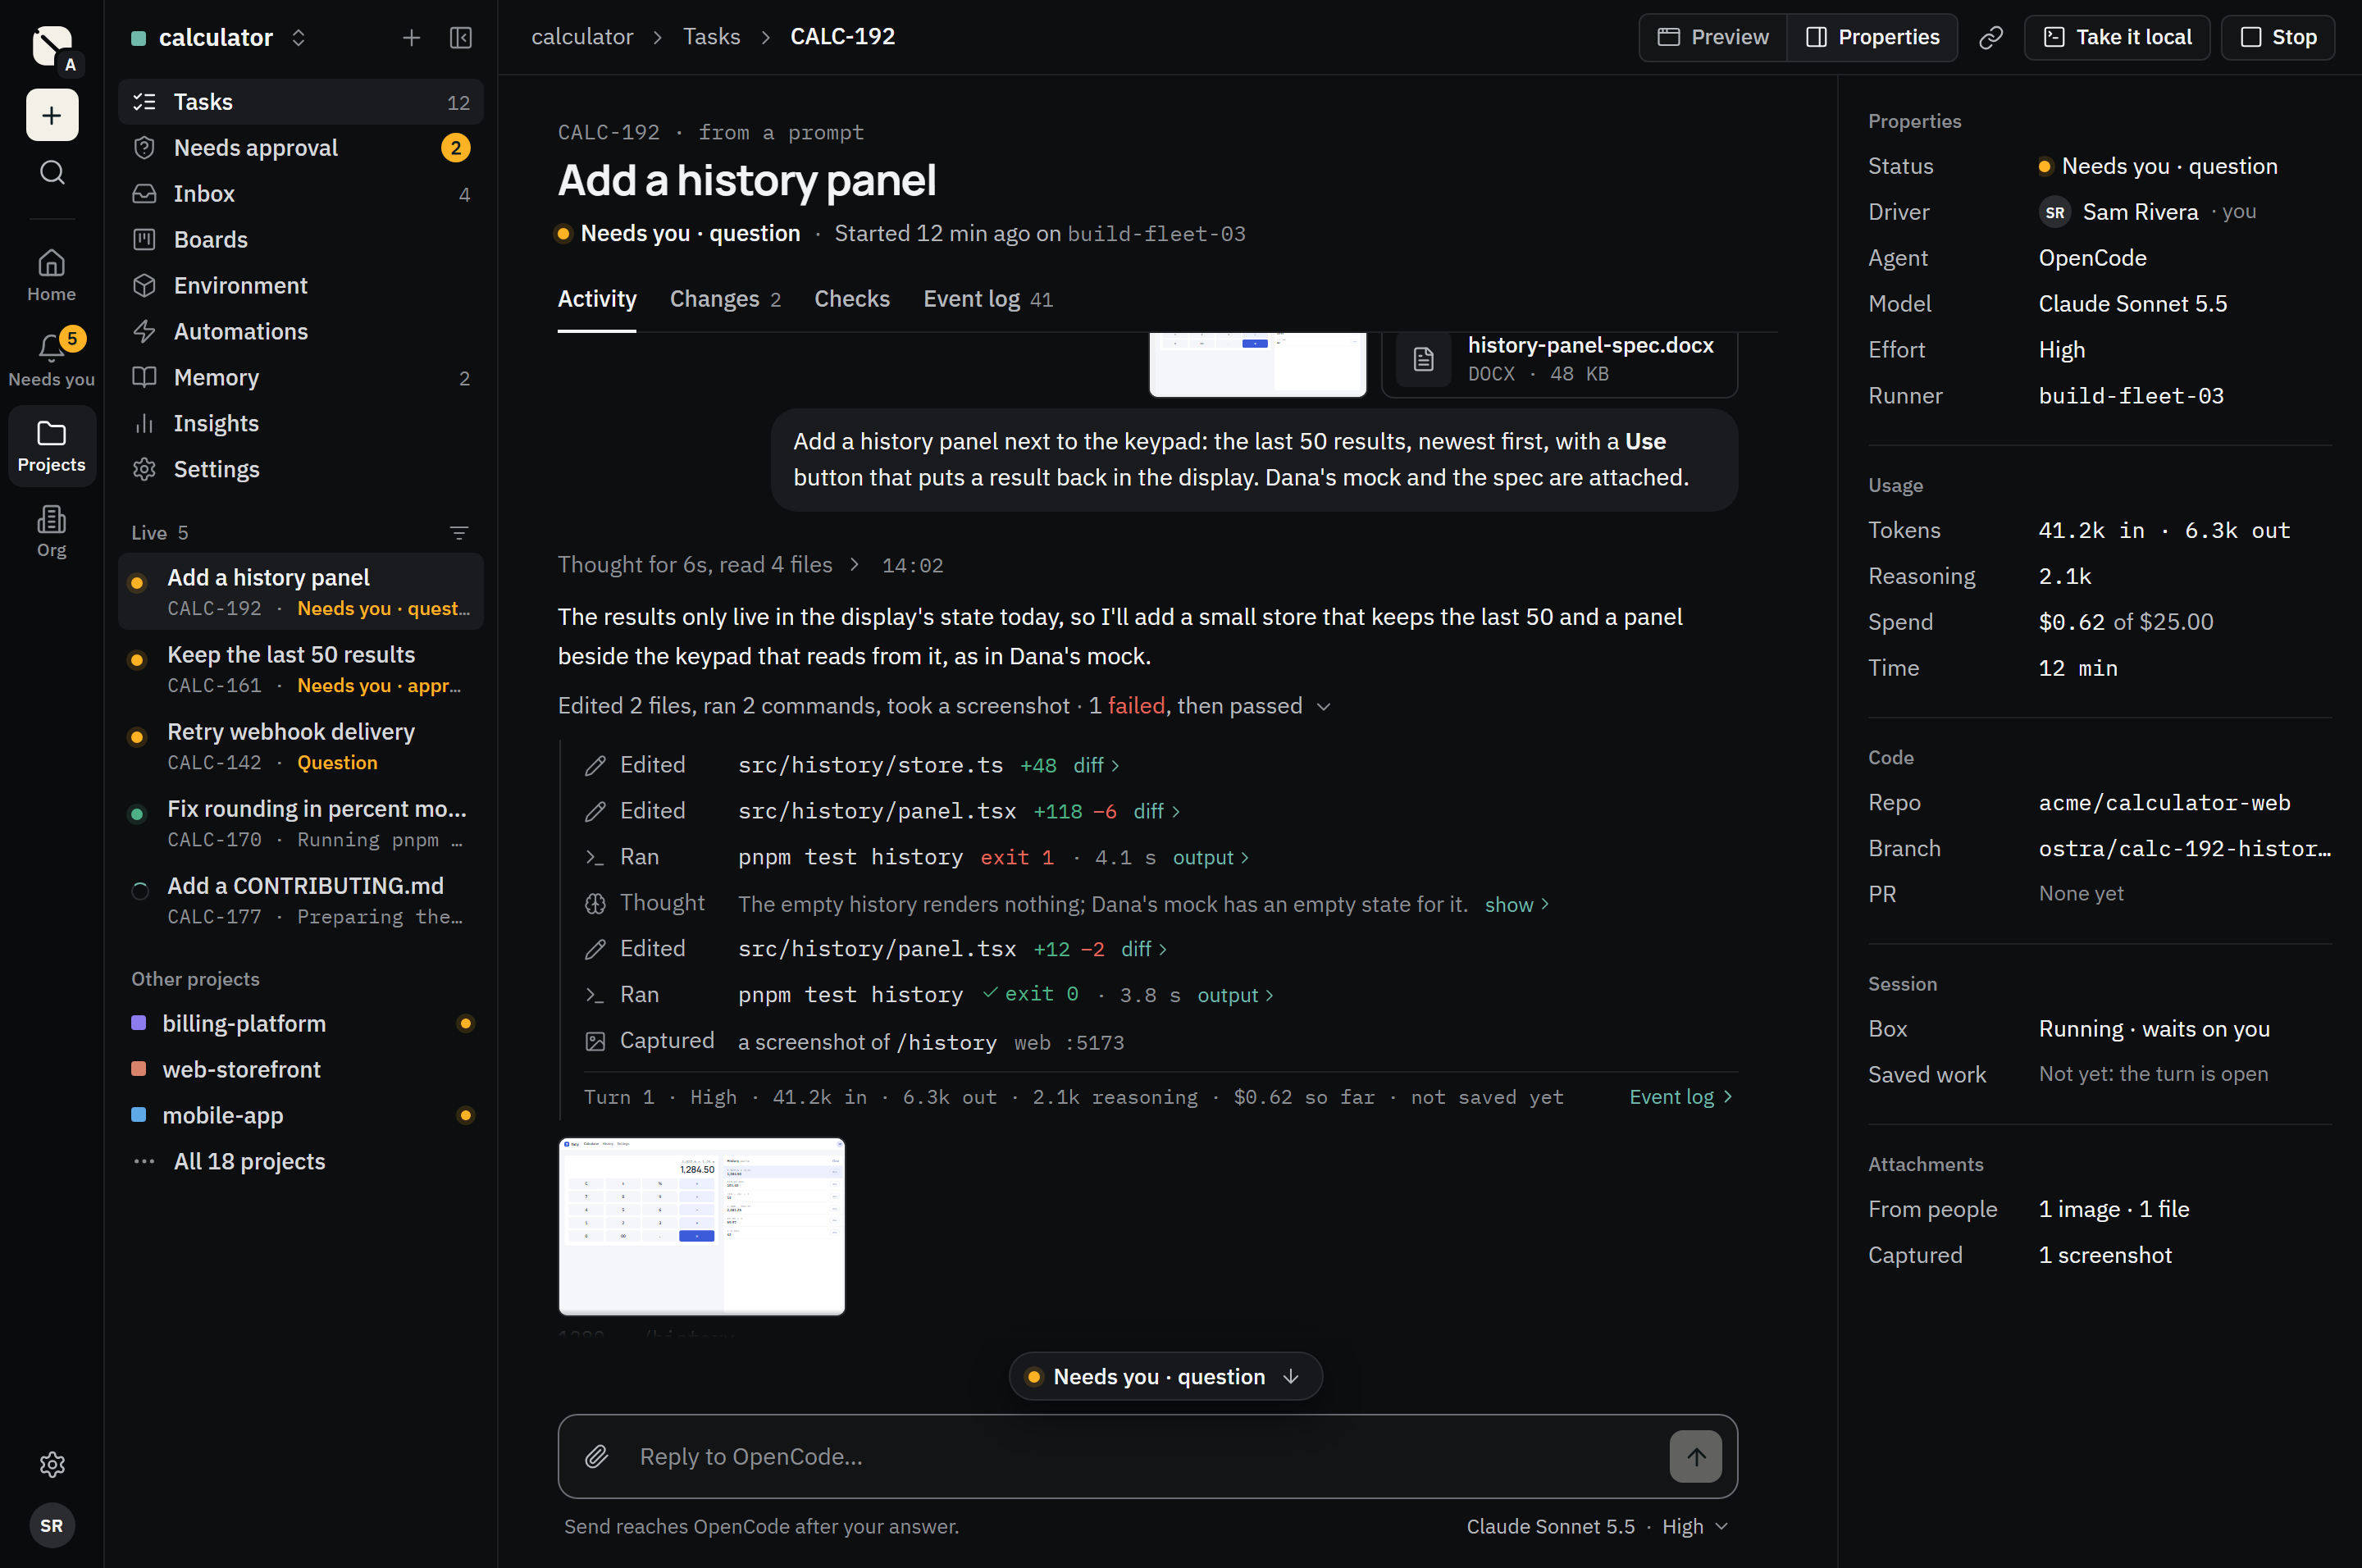 A
Home
5
Needs you
Projects
Org
SR
calculator
Tasks 12
Needs approval 2
Inbox 4
Boards
Environment
Automations
Memory 2
Insights
Settings
Live 5
Add a history panel
CALC-192 · Needs you · quest…
Keep the last 50 results
CALC-161 · Needs you · appr…
Retry webhook delivery
CALC-142 · Question
Fix rounding in percent mo…
CALC-170 · Running pnpm …
Add a CONTRIBUTING.md
CALC-177 · Preparing the…
Other projects
billing-platform
web-storefront
mobile-app
All 18 projects
calculator > Tasks > CALC-192
Preview
Properties
Take it local
Stop
CALC-192 · from a prompt
Add a history panel
Needs you · question · Started 12 min ago on build-fleet-03
Activity Changes 2 Checks Event log 41
history-panel-spec.docx
DOCX · 48 KB
Add a history panel next to the keypad: the last 50 results, newest first, with a Use
button that puts a result back in the display. Dana's mock and the spec are attached.
Thought for 6s, read 4 files > 14:02
The results only live in the display's state today, so I'll add a small store that keeps the last 50 and a panel
beside the keypad that reads from it, as in Dana's mock.
Edited 2 files, ran 2 commands, took a screenshot · 1 failed, then passed
Edited src/history/store.ts +48 diff >
Edited src/history/panel.tsx +118 −6 diff >
Ran pnpm test history exit 1 · 4.1 s output >
Thought The empty history renders nothing; Dana's mock has an empty state for it. show >
Edited src/history/panel.tsx +12 −2 diff >
Ran pnpm test history exit 0 · 3.8 s output >
Captured a screenshot of /history web :5173
Turn 1 · High · 41.2k in · 6.3k out · 2.1k reasoning · $0.62 so far · not saved yet Event log >
1,284.50
Needs you · question
Reply to OpenCode…
Send reaches OpenCode after your answer.
Claude Sonnet 5.5 · High
Properties
Status Needs you · question
Driver SR Sam Rivera · you
Agent OpenCode
Model Claude Sonnet 5.5
Effort High
Runner build-fleet-03
Usage
Tokens 41.2k in · 6.3k out
Reasoning 2.1k
Spend $0.62 of $25.00
Time 12 min
Code
Repo acme/calculator-web
Branch ostra/calc-192-histor…
PR None yet
Session
Box Running · waits on you
Saved work Not yet: the turn is open
Attachments
From people 1 image · 1 file
Captured 1 screenshot